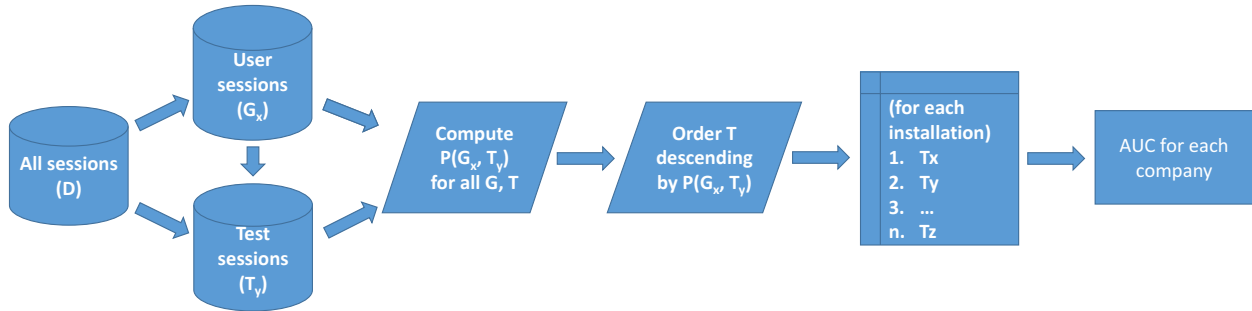 All sessions
(D)
User
sessions
(Gx)
Test
sessions
(Ty)
Compute
P(Gx, Ty)
for all G, T
Order T
descending
by P(Gx, Ty)
(for each
installation)
1. Tx
2. Ty
3. ...
n. Tz
AUC for each
company